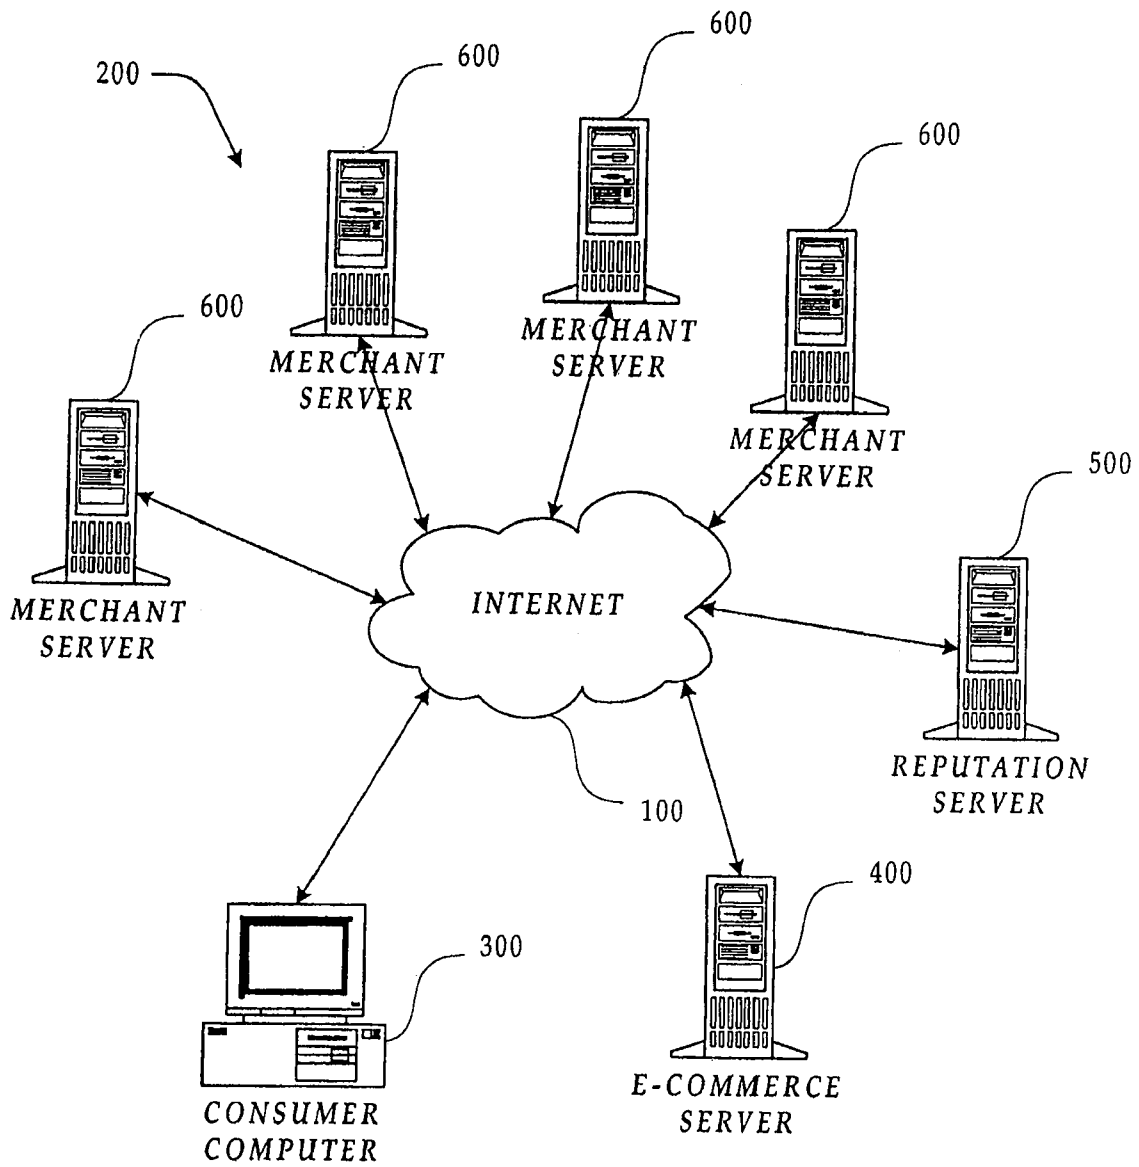 600
600
200
600
600
MERCHANT
SERVER
MERCHANT
SERVER
MERCHANT
SERVER
500
INTERNET
MERCHANT
SERVER
REPUTATION
SERVER
100
400
300
E-COMMERCE
SERVER
CONSUMER
COMPUTER